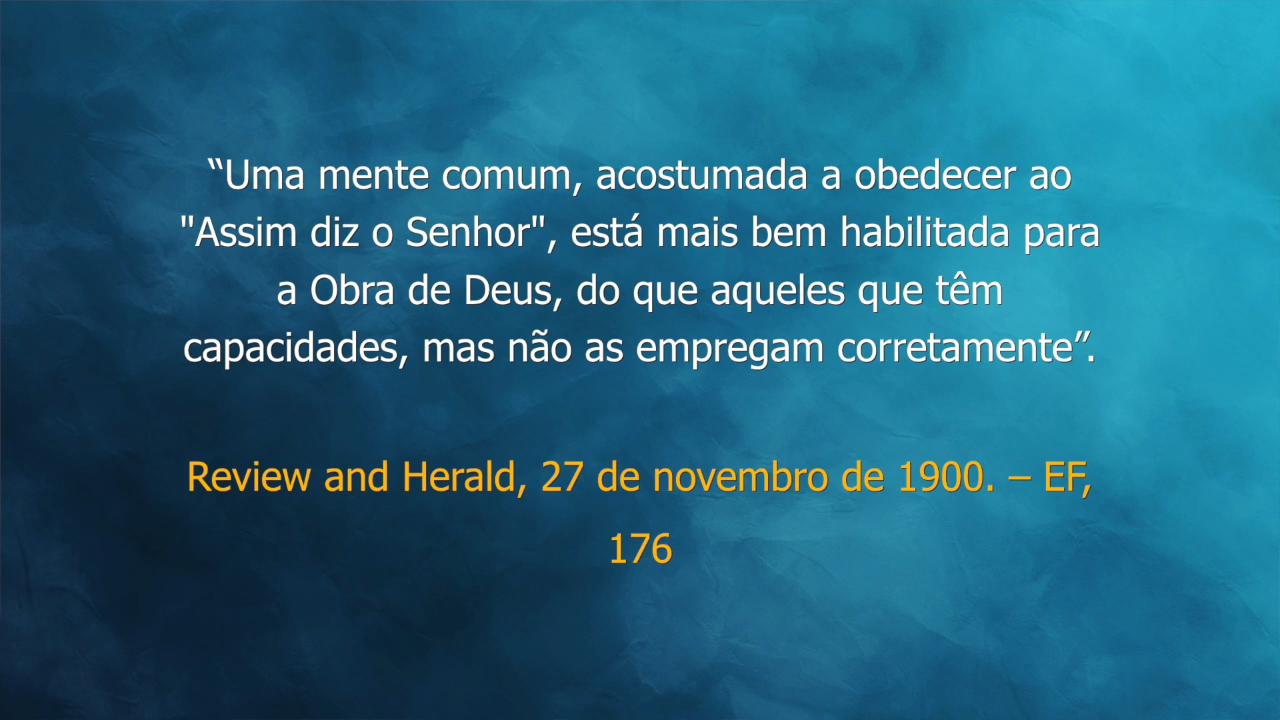 “Uma mente comum, acostumada a obedecer ao
"Assim diz o Senhor", está mais bem habilitada para
a Obra de Deus, do que aqueles que têm
capacidades, mas não as empregam corretamente”.
Review and Herald, 27 de novembro de 1900. – EF,
176